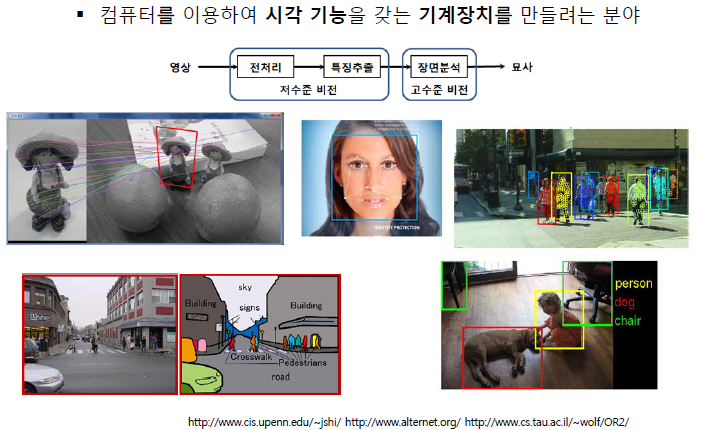 ▪ 컴퓨터를 이용하여 시각 기능을 갖는 기계장치를 만들려는 분야
영상 전처리 특징추출 장면분석 묘사
저수준 비전 고수준 비전
IDENTITY PROTECTION
sky
Building signs Building
Crosswalk Pedestrians
road
person
dog
chair
http://www.cis.upenn.edu/~jshi/ http://www.alternet.org/ http://www.cs.tau.ac.il/~wolf/OR2/